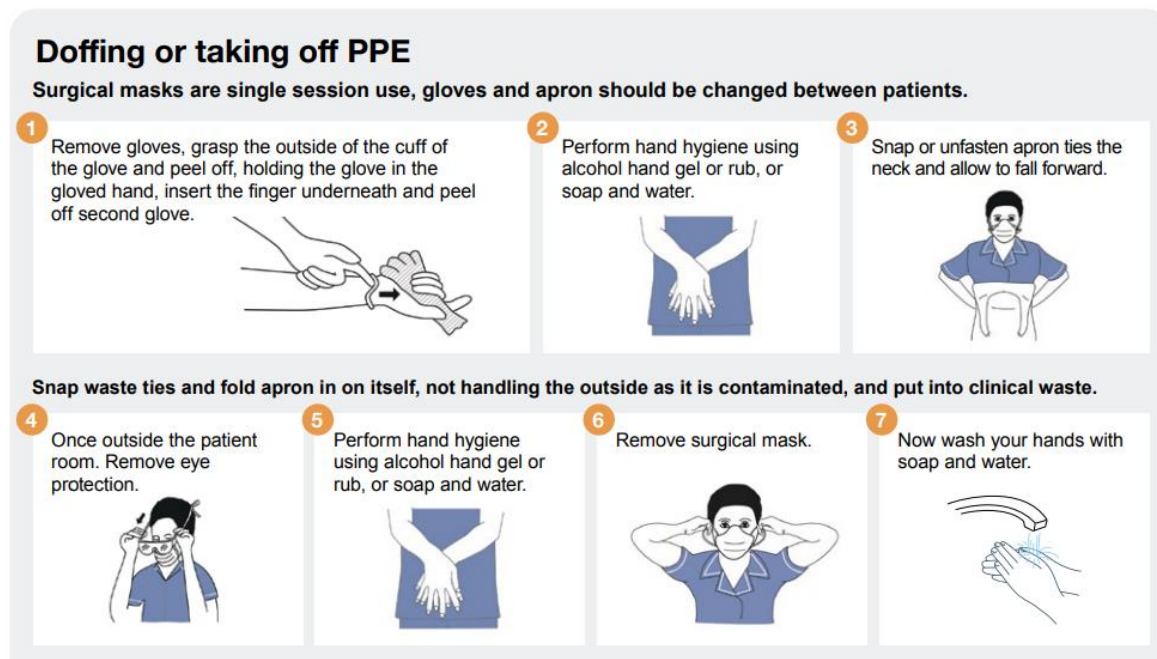 Doffing or taking off PPE
Surgical masks are single session use, gloves and apron should be changed between patients.
1
Remove gloves, grasp the outside of the cuff of
the glove and peel off, holding the glove in the
gloved hand, insert the finger underneath and peel
off second glove.
2
Perform hand hygiene using
alcohol hand gel or rub, or
soap and water.
3
Snap or unfasten apron ties the
neck and allow to fall forward.
Snap waste ties and fold apron in on itself, not handling the outside as it is contaminated, and put into clinical waste.
4
Once outside the patient
room. Remove eye
protection.
5
Perform hand hygiene
using alcohol hand gel or
rub, or soap and water.
6
Remove surgical mask.
7
Now wash your hands with
soap and water.